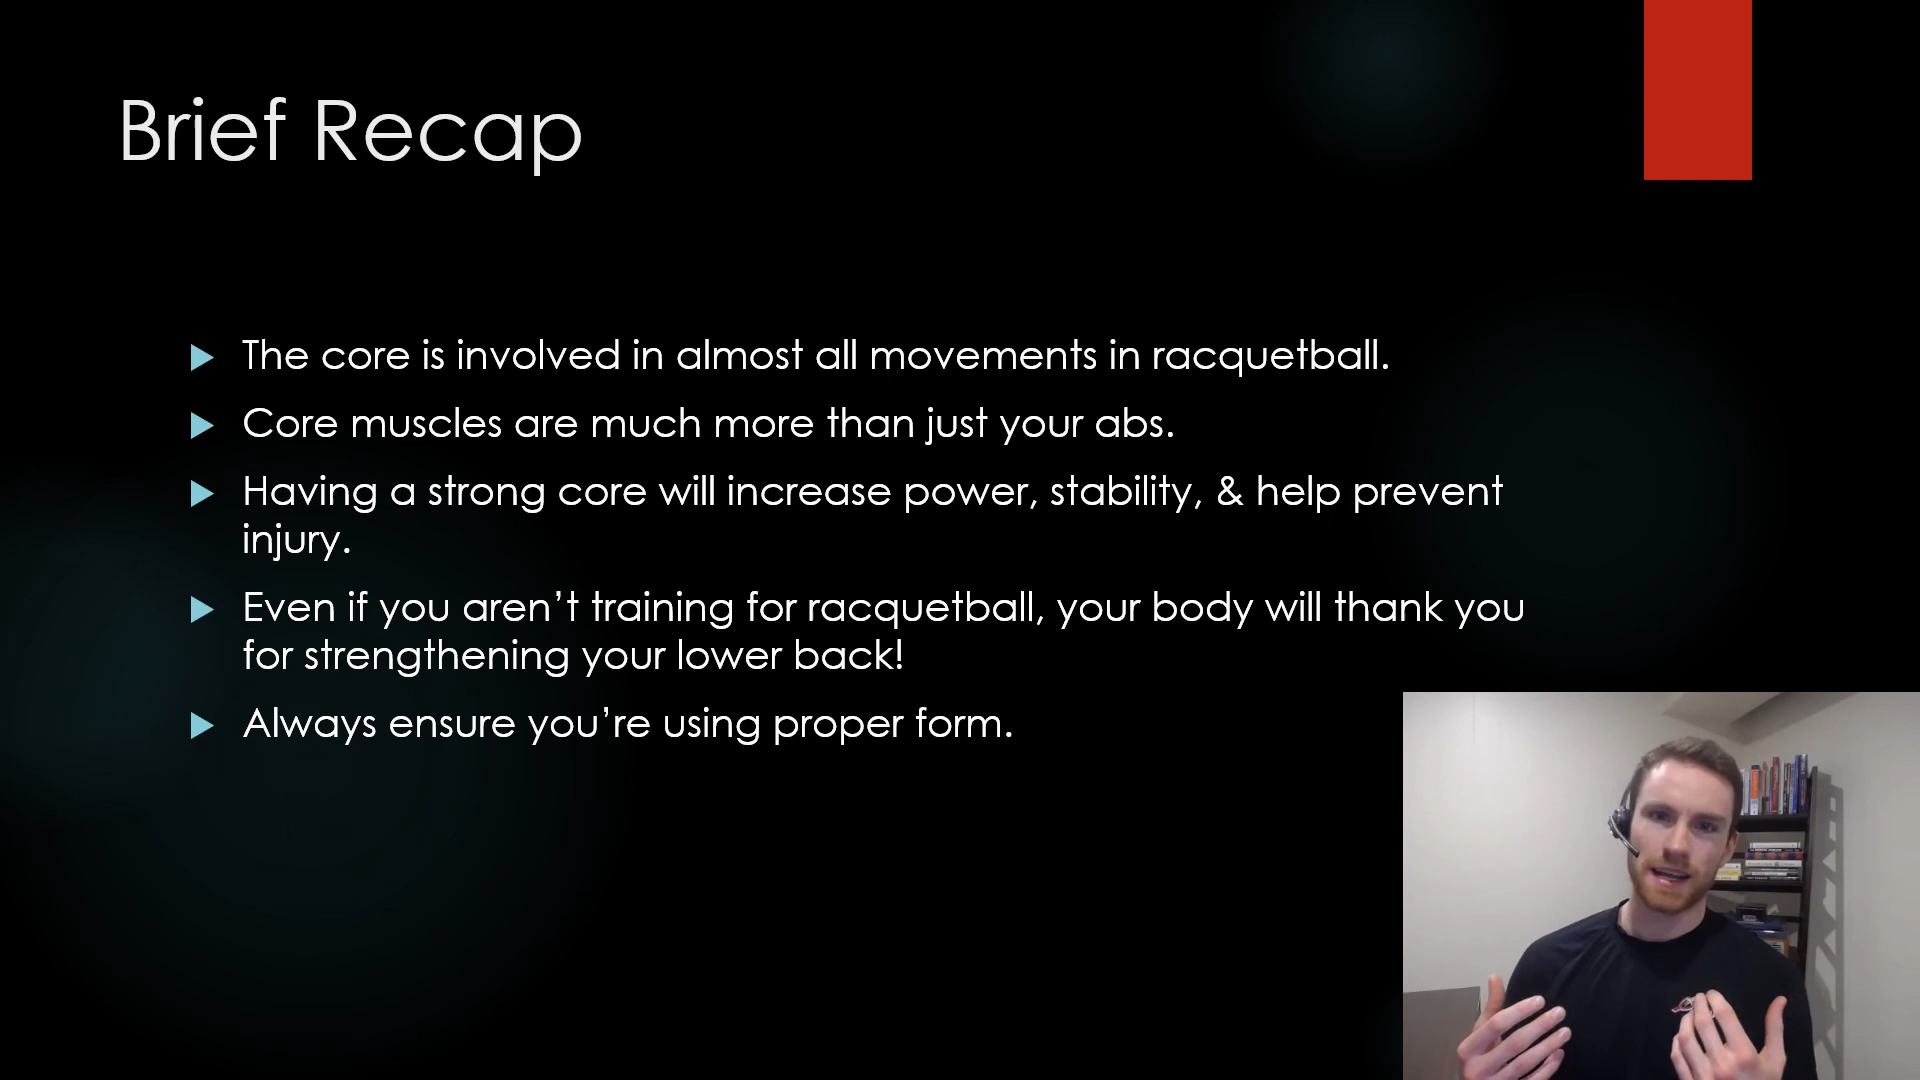 Brief Recap
The core is involved in almost all movements in racquetball.
Core muscles are much more than just your abs.
Having a strong core will increase power, stability, & help prevent
injury.
Even if you aren’t training for racquetball, your body will thank you
for strengthening your lower back!
Always ensure you’re using proper form.